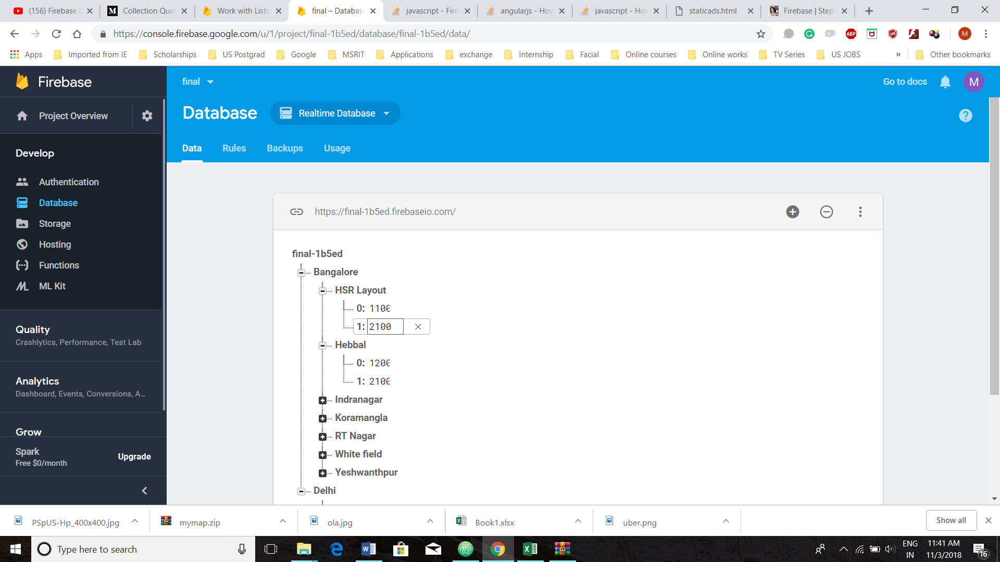 (156) Firebase
Collection Que
Work with Lists
final – Databas
javascript - Fire
angularjs - Hov
javascript - Hov
staticads.html
Firebase | Step
https://console.firebase.google.com/u/1/project/final-1b5ed/database/final-1b5ed/data/
ABP
M
Apps
Imported from IE
Scholarships
US Postgrad
Google
MSRIT
Applications
exchange
Internship
Facial
Online courses
Online works
TV Series
US JOBS
»
Other bookmarks
Firebase
final
Go to docs
M
Project Overview
Database
Realtime Database
?
Data
Rules
Backups
Usage
Develop
Authentication
Database
Storage
Hosting
Functions
ML Kit
Quality
Crashlytics, Performance, Test Lab
Analytics
Dashboard, Events, Conversions, A...
Grow
Spark
Free $0/month
Upgrade
https://final-1b5ed.firebaseio.com/
final-1b5ed
Bangalore
HSR Layout
0: 1100
1: 2100
Hebbal
0: 1200
1: 2100
Indranagar
Koramangla
RT Nagar
White field
Yeshwanthpur
Delhi
PSpUS-Hp_400x400.jpg
mymap.zip
ola.jpg
Book1.xlsx
uber.png
Show all
Type here to search
ENG
IN
11:41 AM
11/3/2018
16